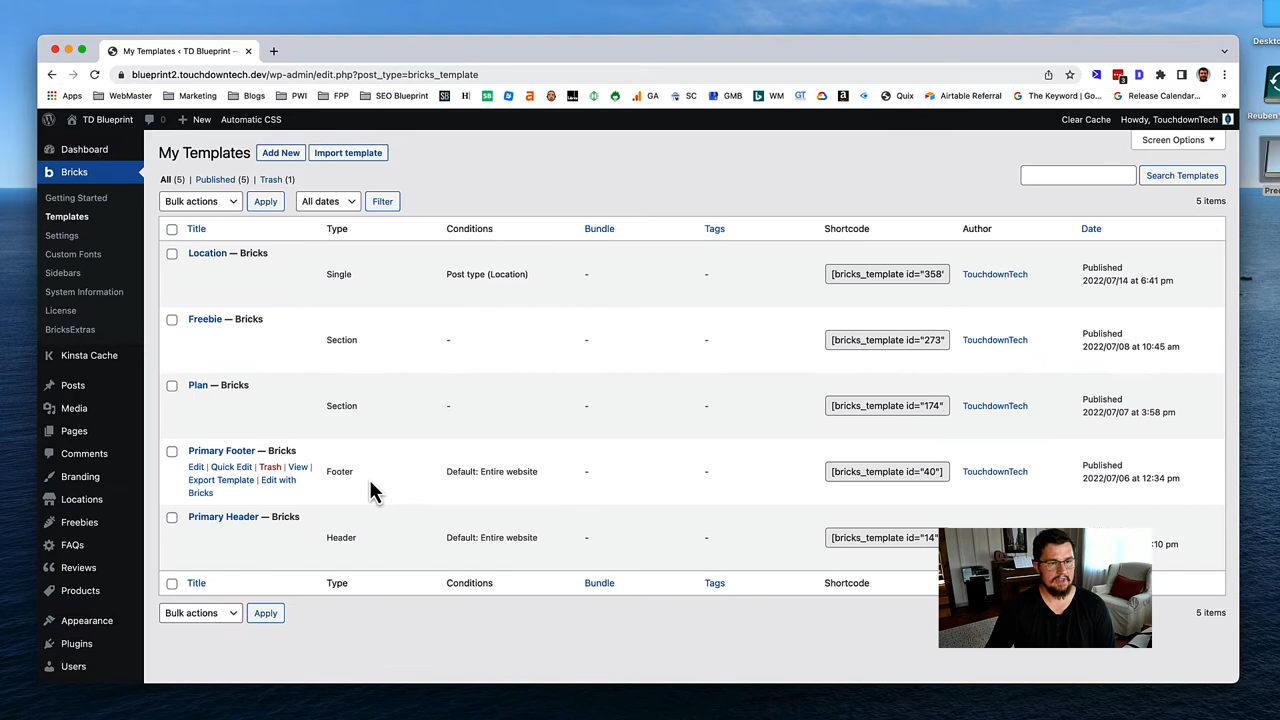 Desktop
My Templates ‹ TD Blueprint —
blueprint2.touchdowntech.dev/wp-admin/edit.php?post_type=bricks_template
3
Apps WebMaster Marketing Blogs PWI FPP SEO Blueprint GA SC GMB WM Quix Airtable Referral The Keyword | Go... Release Calendar... »
Reuben'
TD Blueprint 0 New Automatic CSS Clear Cache Howdy, TouchdownTech
Screen Options
Dashboard
Bricks
Getting Started
Templates
Settings
Custom Fonts
Sidebars
System Information
License
BricksExtras
Kinsta Cache
Posts
Media
Pages
Comments
Branding
Locations
Freebies
FAQs
Reviews
Products
Appearance
Plugins
Users
My Templates Add New Import template
All (5) | Published (5) | Trash (1)
Search Templates
Bulk actions Apply All dates Filter
5 items
Title Type Conditions Bundle Tags Shortcode Author Date
Location — Bricks
Single Post type (Location) - - [bricks_template id="358' TouchdownTech Published
2022/07/14 at 6:41 pm
Freebie — Bricks
Section - - - [bricks_template id="273" TouchdownTech Published
2022/07/08 at 10:45 am
Plan — Bricks
Section - - - [bricks_template id="174" TouchdownTech Published
2022/07/07 at 3:58 pm
Primary Footer — Bricks
Edit | Quick Edit | Trash | View |
Export Template | Edit with
Bricks
Footer Default: Entire website - - [bricks_template id="40"] TouchdownTech Published
2022/07/06 at 12:34 pm
Primary Header — Bricks
Header Default: Entire website - - [bricks_template id="14" :10 pm
Title Type Conditions Bundle Tags Shortcode
Bulk actions Apply
5 items